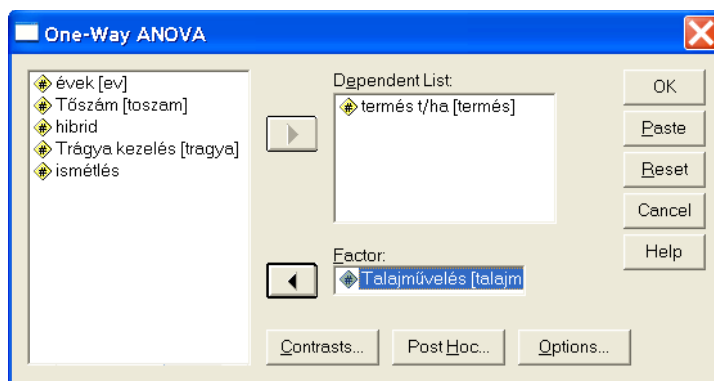 One-Way ANOVA
évek [ev]
Tőszám [toszam]
hibrid
Trágya kezelés [tragya]
ismétlés
Dependent List:
termés t/ha [termés]
Factor:
Talajművelés [talajm
Contrasts...
Post Hoc...
Options...
OK
Paste
Reset
Cancel
Help